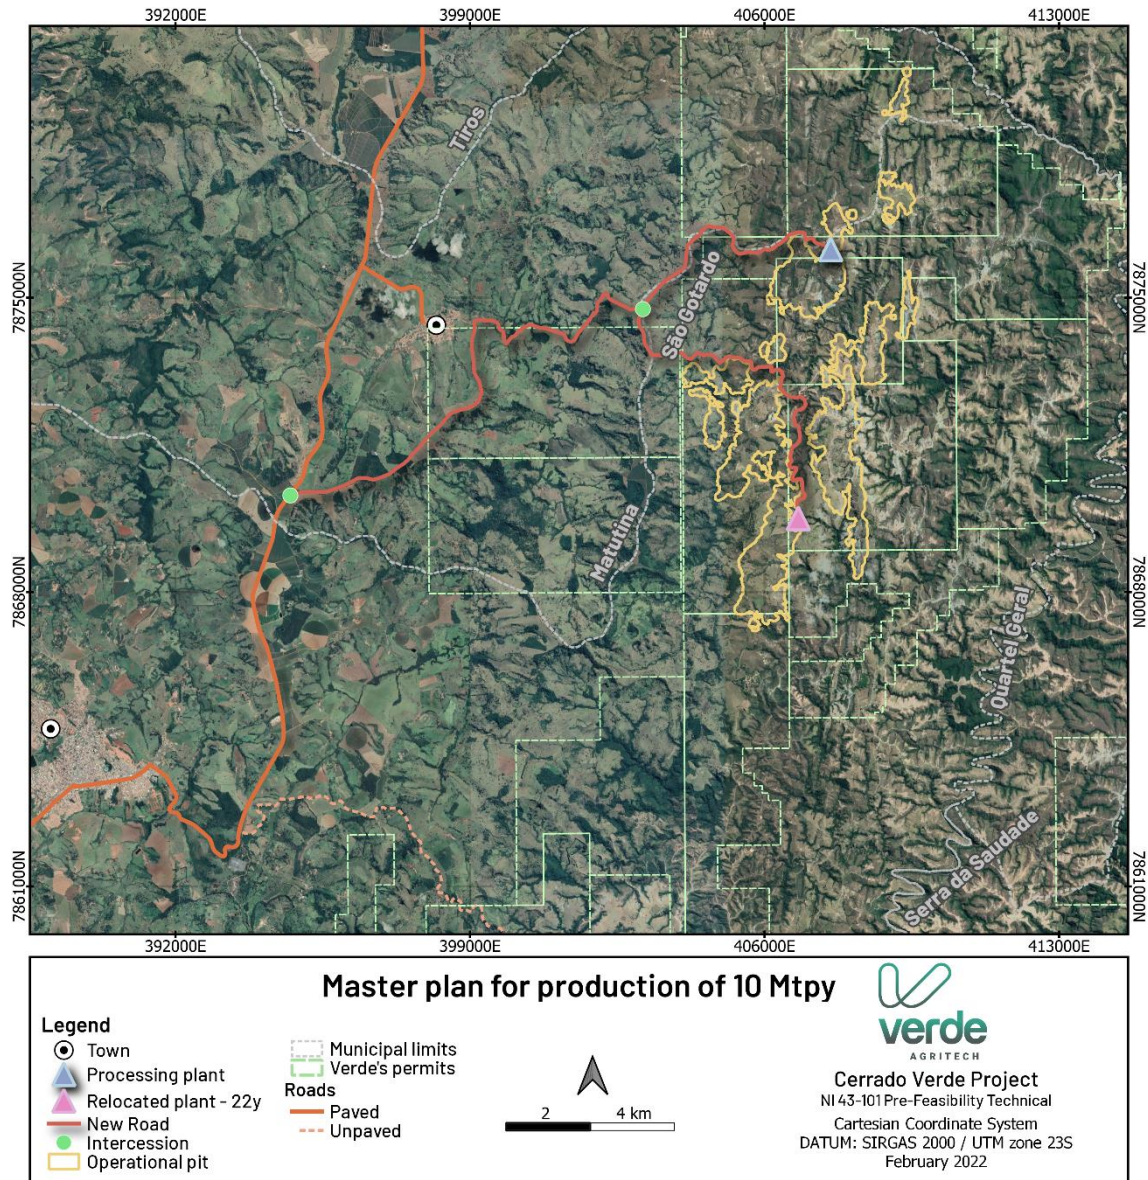 392000E 399000E 406000E 413000E
Tiros
7875000N
7875000N
São Gotardo
Matutina
7868000N
7868000N
Quartel Geral
Serra da Saudade
7861000N
7861000N
392000E 399000E 406000E 413000E
Master plan for production of 10 Mtpy
Legend
Town
Processing plant
Relocated plant - 22y
New Road
Intercession
Operational pit
Municipal limits
Verde's permits
Roads
Paved
Unpaved
2 4 km
verde
AGRITECH
Cerrado Verde Project
NI 43-101 Pre-Feasibility Technical
Cartesian Coordinate System
DATUM: SIRGAS 2000 / UTM zone 23S
February 2022